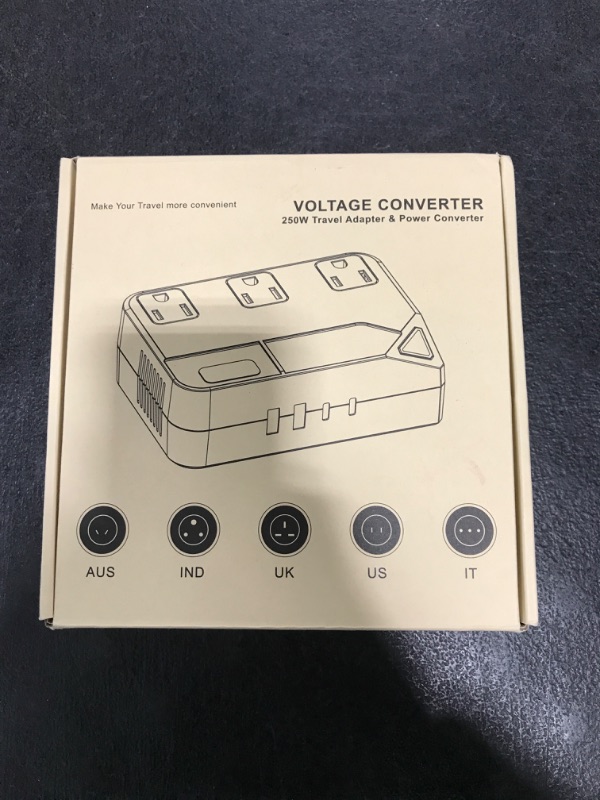 Make Your Travel more convenient
VOLTAGE CONVERTER
250W Travel Adapter & Power Converter
AUS
IND
UK
US
IT